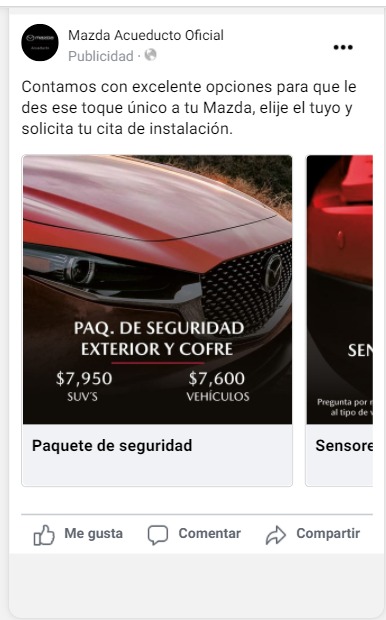 Mazda Acueducto Oficial
Publicidad ·
Contamos con excelente opciones para que le
des ese toque único a tu Mazda, elije el tuyo y
solicita tu cita de instalación.
PAQ. DE SEGURIDAD
EXTERIOR Y COFRE
$7,950 $7,600
SUV'S VEHÍCULOS
SEN
Pregunta por
al tipo de
Paquete de seguridad
Sensore
Me gusta Comentar Compartir